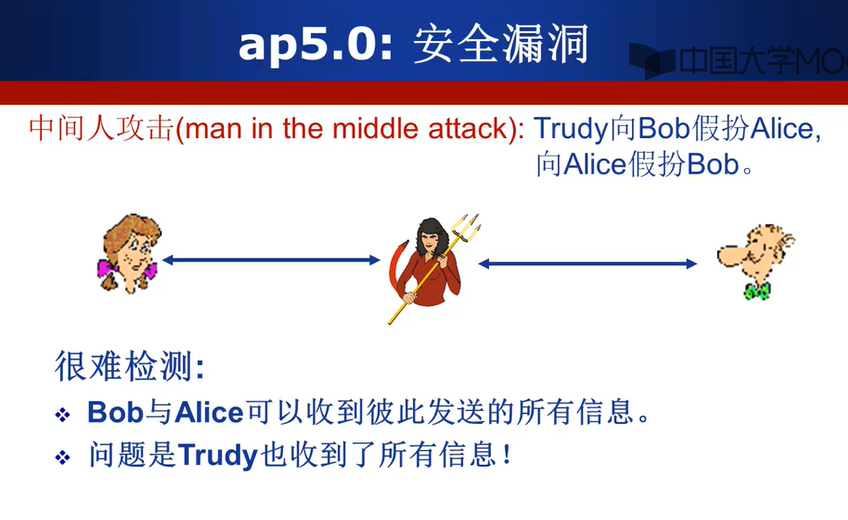 ap5.0: 安全漏洞
中国大学MO
中间人攻击(man in the middle attack): Trudy向Bob假扮Alice,
向Alice假扮Bob。
很难检测:
❖ Bob与Alice可以收到彼此发送的所有信息。
❖ 问题是Trudy也收到了所有信息!